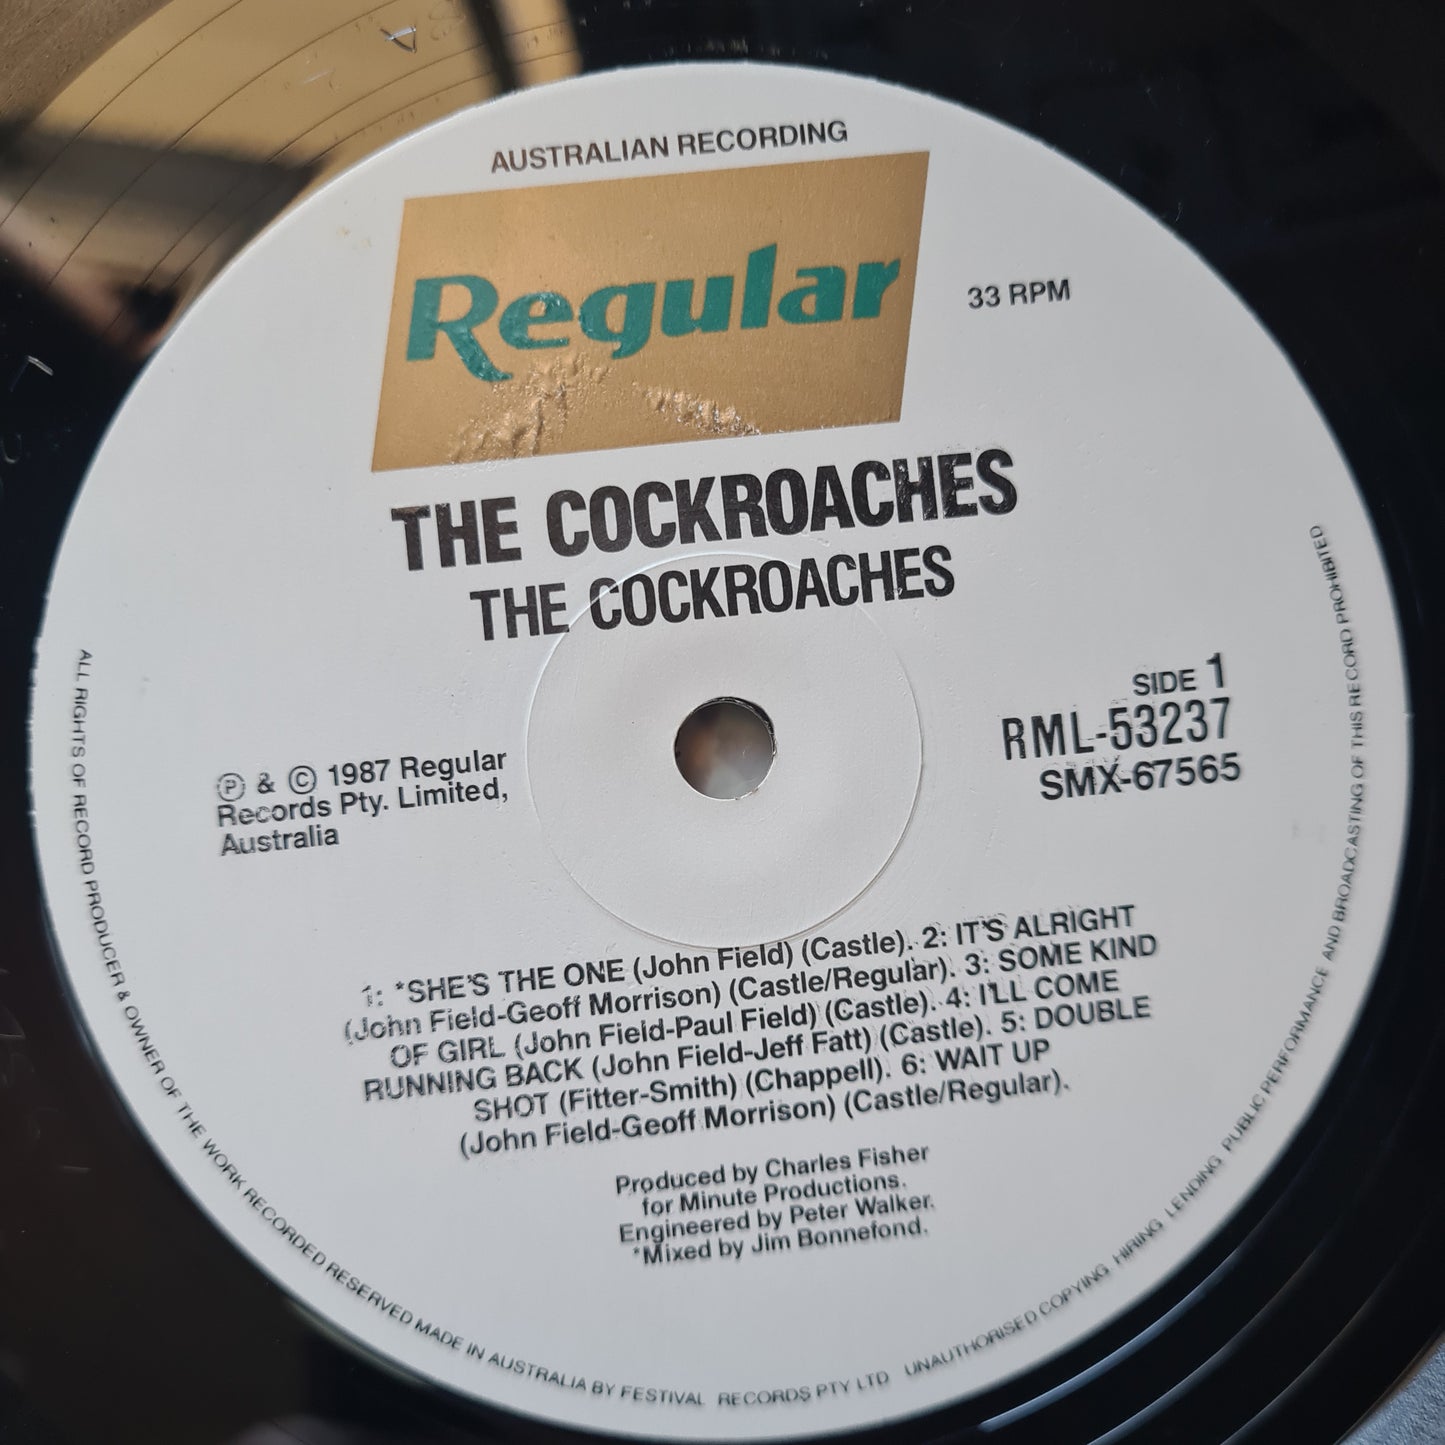 AUSTRALIAN RECORDING
Regular
33 RPM
THE COCKROACHES
THE COCKROACHES
SIDE 1
RML-53237
SMX-67565
Ⓟ & © 1987 Regular
Records Pty. Limited,
Australia
1: *SHE'S THE ONE (John Field) (Castle). 2: IT'S ALRIGHT
(John Field-Geoff Morrison) (Castle/Regular). 3: SOME KIND
OF GIRL (John Field-Paul Field) (Castle). 4: I'LL COME
RUNNING BACK (John Field-Jeff Fatt) (Castle). 5: DOUBLE
SHOT (Fitter-Smith) (Chappell). 6: WAIT UP
(John Field-Geoff Morrison) (Castle/Regular).
Produced by Charles Fisher
for Minute Productions.
Engineered by Peter Walker.
*Mixed by Jim Bonnefond.
ALL RIGHTS OF RECORD PRODUCER & OWNER OF THE WORK RECORDED RESERVED MADE IN AUSTRALIA BY FESTIVAL RECORDS PTY LTD UNAUTHORISED COPYING HIRING LENDING PUBLIC PERFORMANCE AND BROADCASTING OF THIS RECORD PROHIBITED